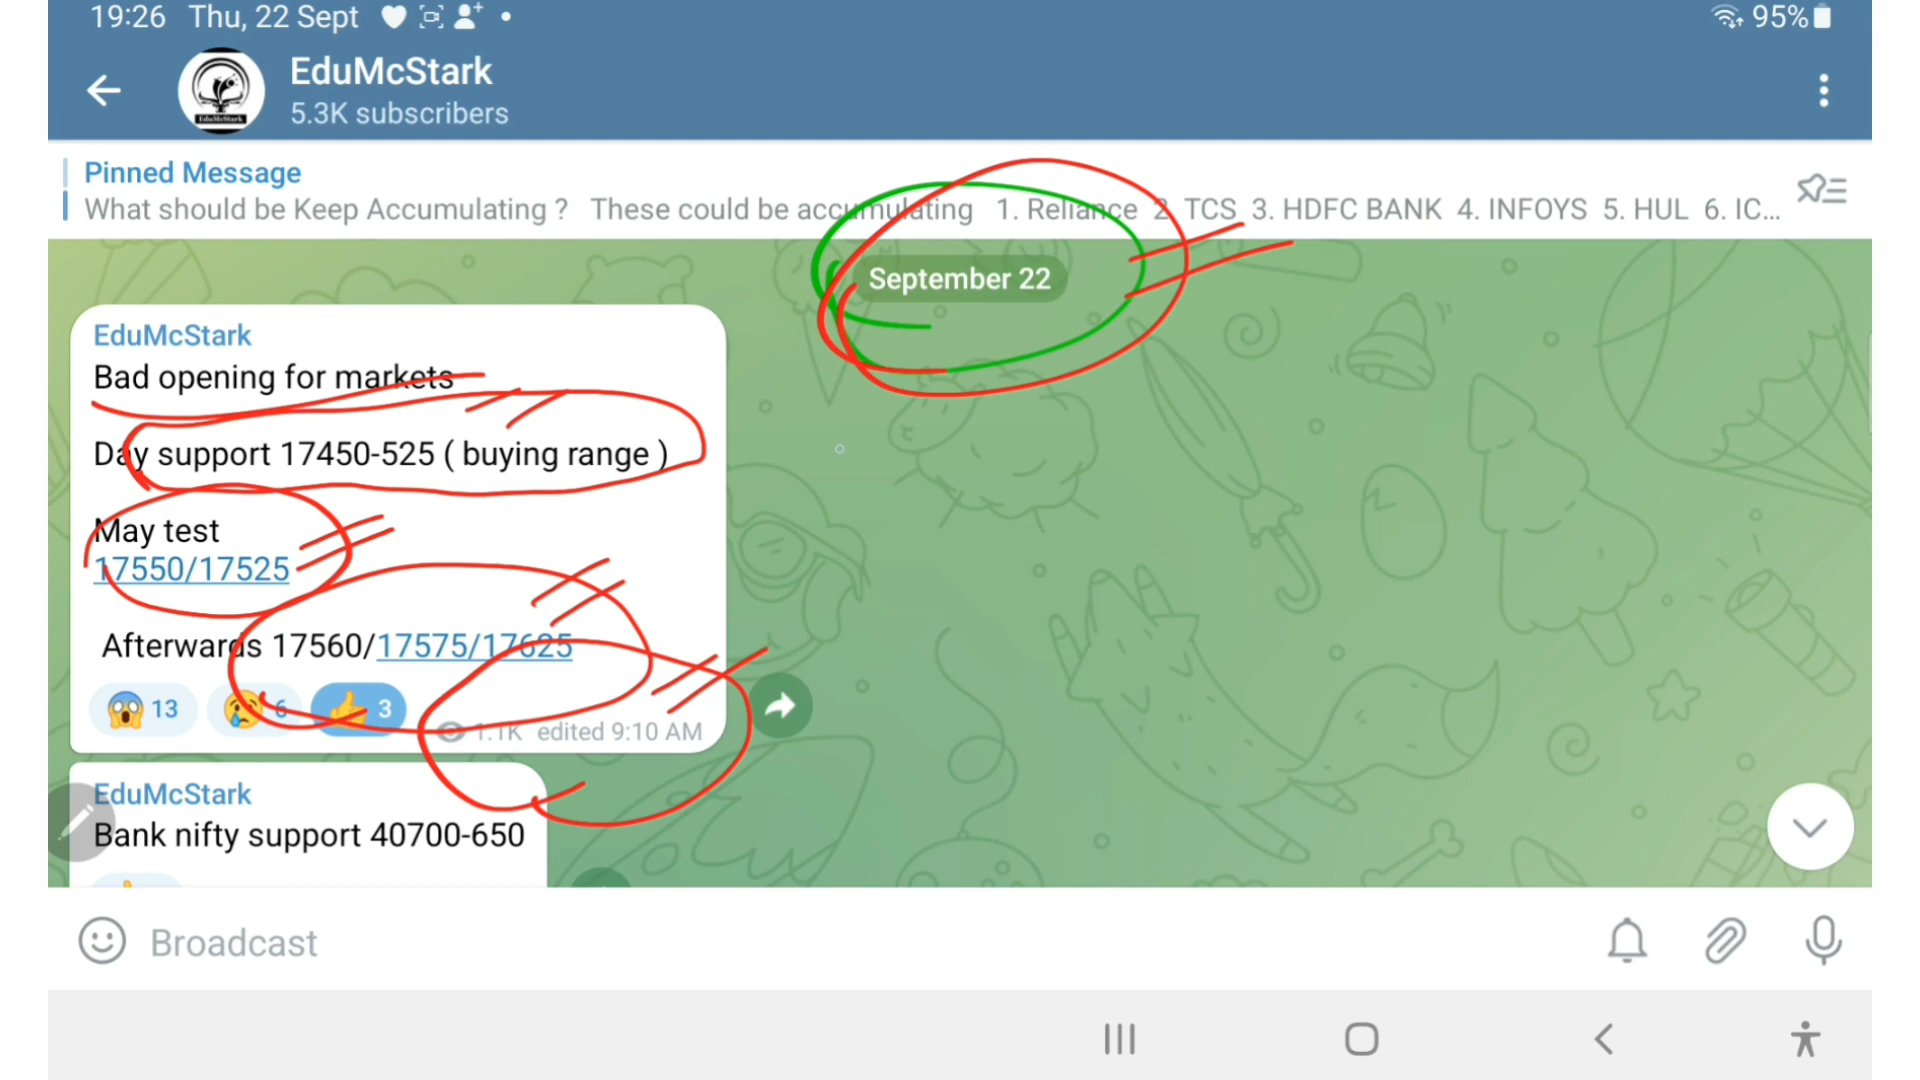 19:26 Thu, 22 Sept 95%
EduMcStark
EduMcStark
5.3K subscribers
Pinned Message
What should be Keep Accumulating ? These could be accumulating 1. Reliance 2 TCS 3. HDFC BANK 4. INFOYS 5. HUL 6. IC...
September 22
EduMcStark
Bad opening for markets
Day support 17450-525 ( buying range )
May test
17550/17525
Afterwards 17560/17575/17625
13 6 3
1.1K edited 9:10 AM
EduMcStark
Bank nifty support 40700-650
Broadcast